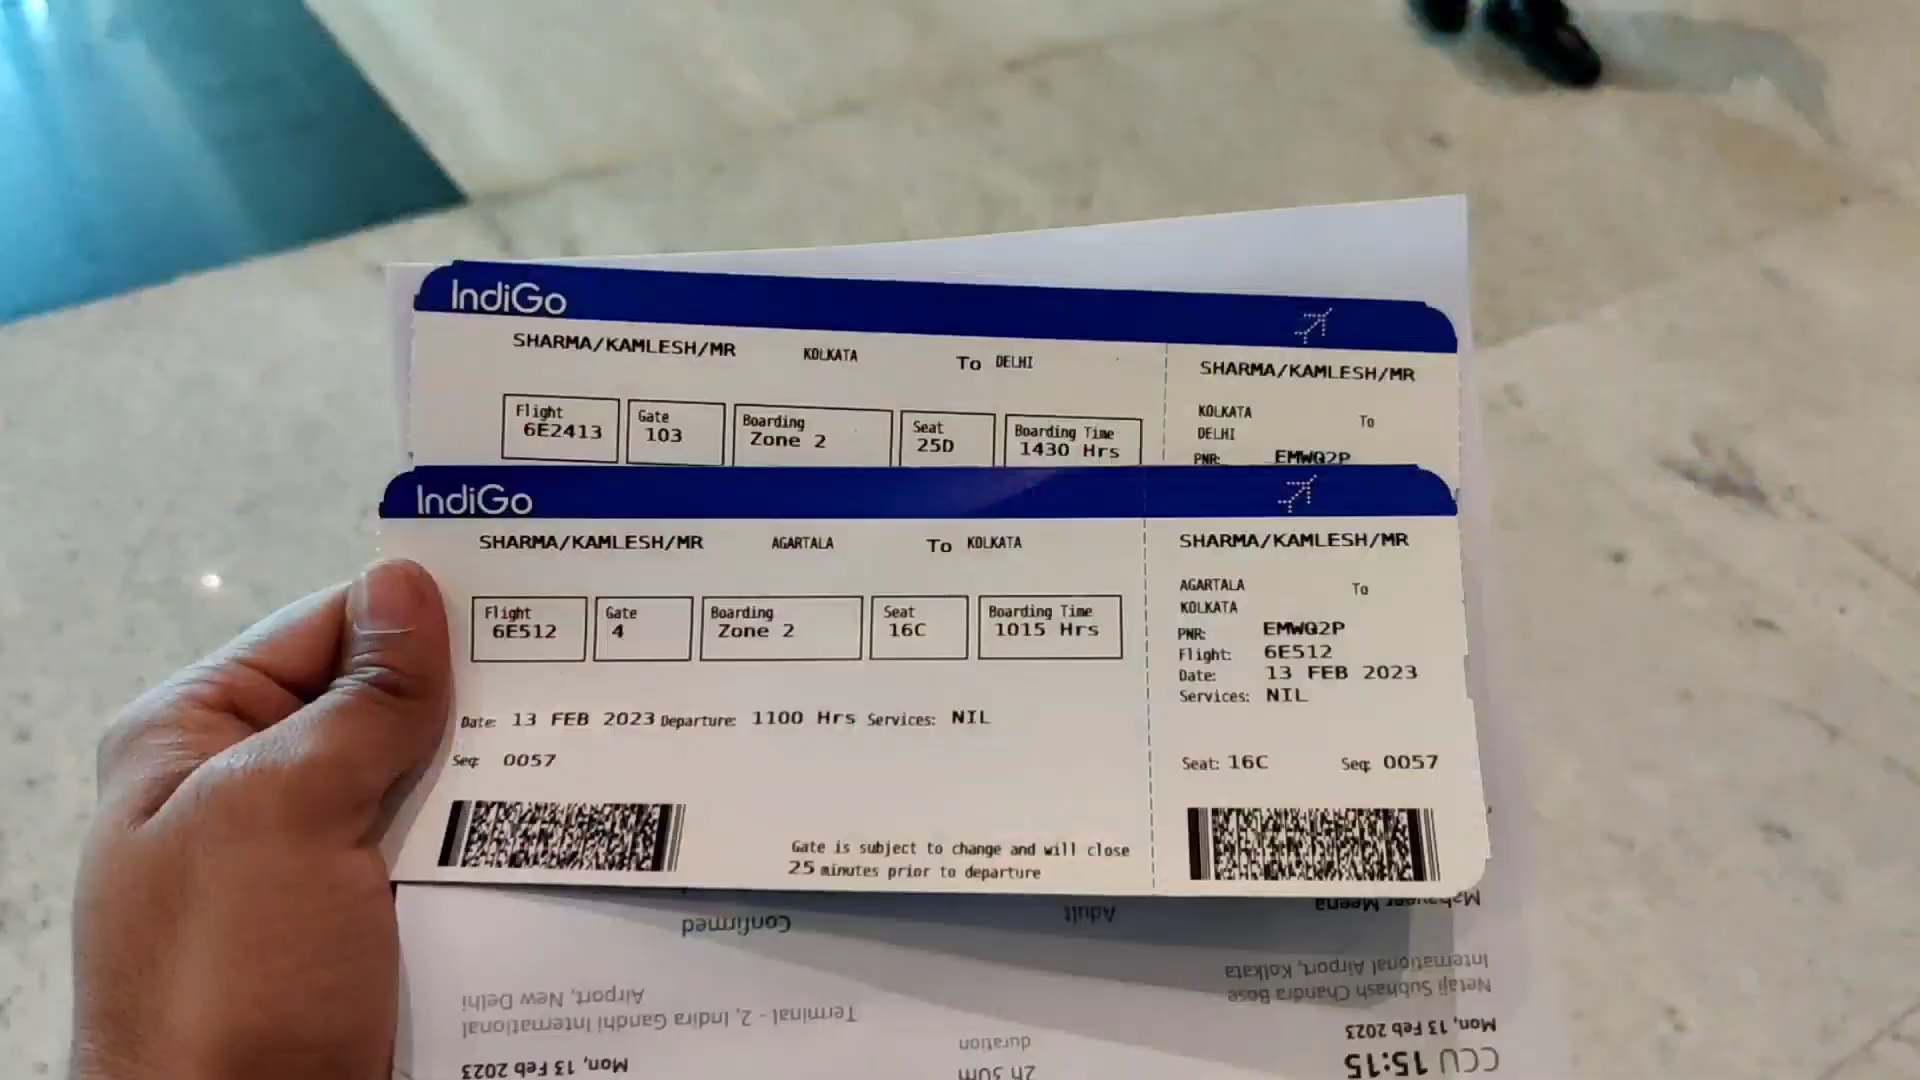 IndiGo
SHARMA/KAMLESH/MR KOLKATA To DELHI
Flight Gate Boarding Seat Boarding Time
6E2413 103 Zone 2 25D 1430 Hrs
SHARMA/KAMLESH/MR
KOLKATA To
DELHI
PNR: EMWQ2P
IndiGo
SHARMA/KAMLESH/MR AGARTALA To KOLKATA
Flight Gate Boarding Seat Boarding Time
6E512 4 Zone 2 16C 1015 Hrs
Date: 13 FEB 2023 Departure: 1100 Hrs Services: NIL
Seq: 0057
Gate is subject to change and will close
25 minutes prior to departure
SHARMA/KAMLESH/MR
AGARTALA To
KOLKATA
PNR: EMWQ2P
Flight: 6E512
Date: 13 FEB 2023
Services: NIL
Seat: 16C Seq: 0057
CCU 15:15 2h 30m
Mon, 13 Feb 2023 duration Mon, 13 Feb 2023
Netaji Subhash Chandra Bose Terminal - 2, Indira Gandhi International
International Airport, Kolkata Airport, New Delhi
Mahaveer Meena Adult Confirmed